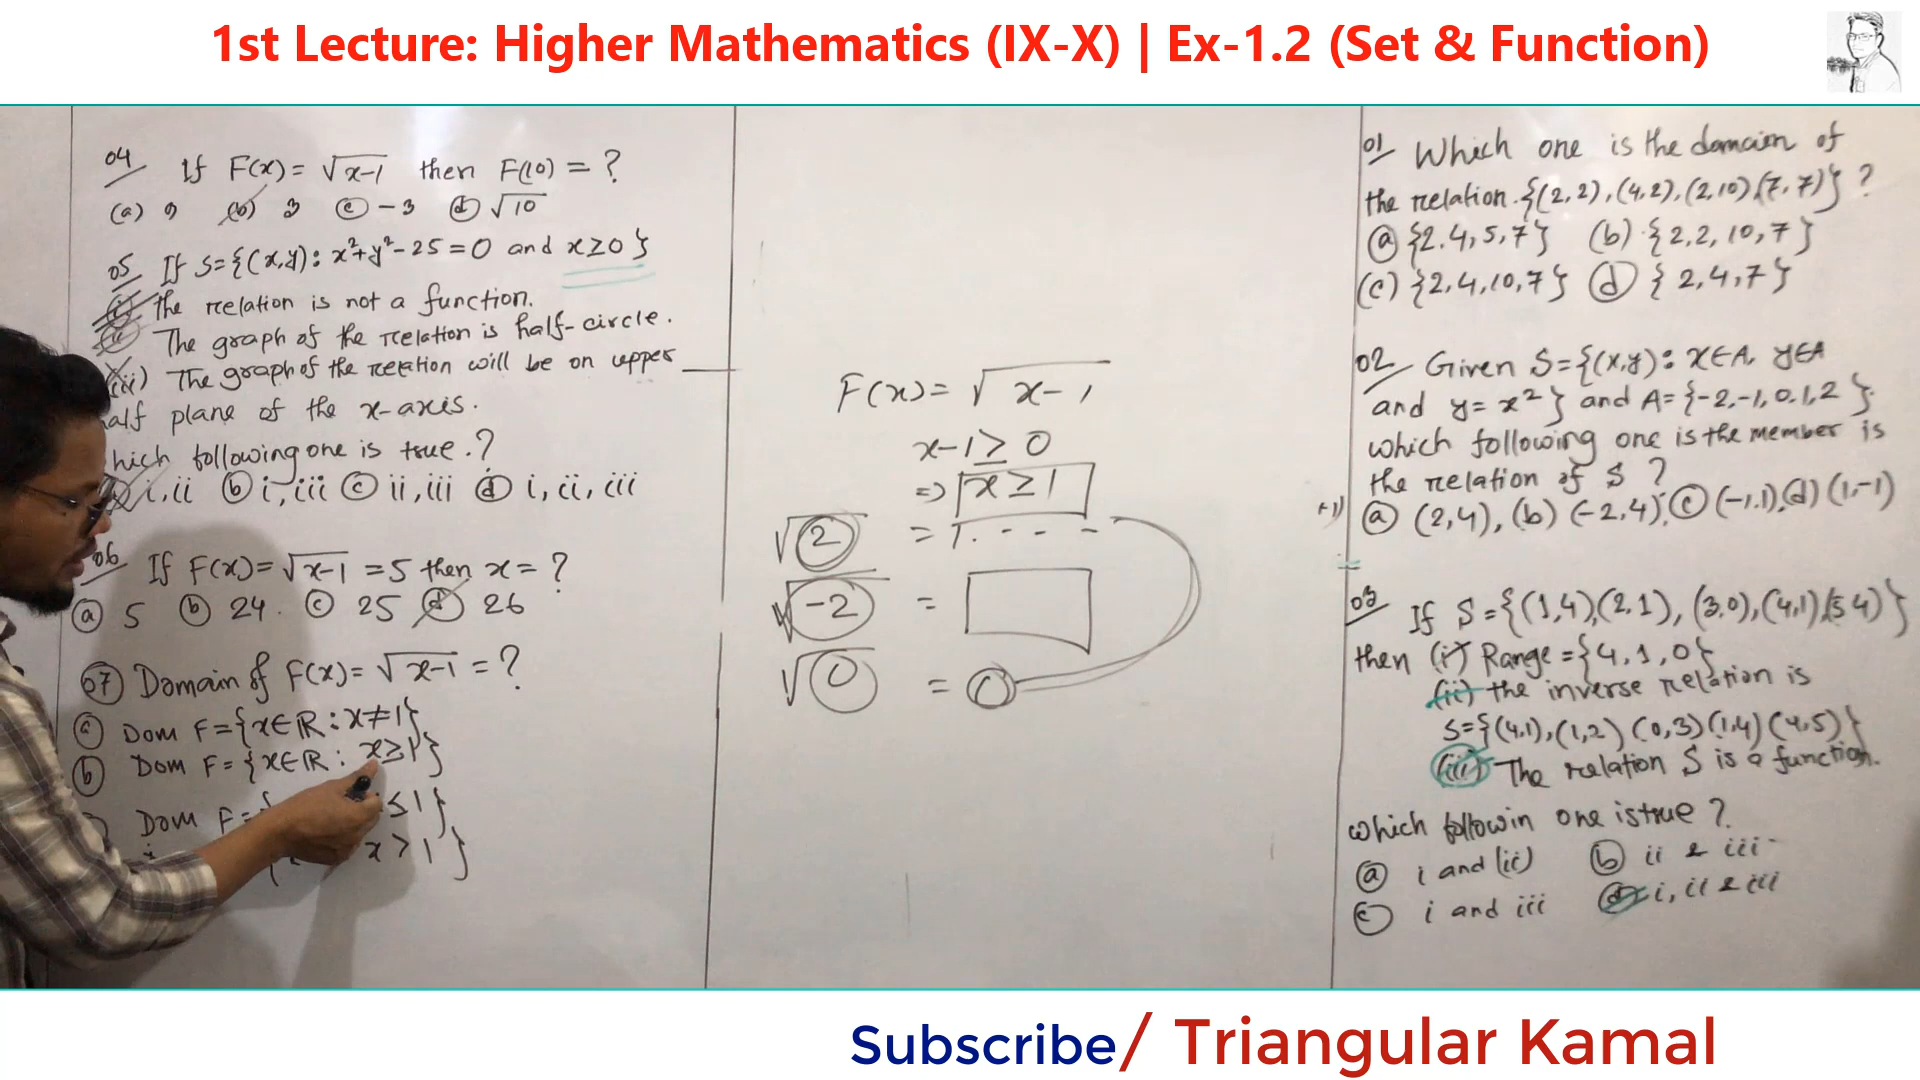 1st Lecture: Higher Mathematics (IX-X) | Ex-1.2 (Set & Function)
04 If F(x) = √x-1 then F(10) = ?
(a) 9 (b) 3 (c) -3 (d) √10
05 If S={(x,y): x²+y²-25=0 and x≥0}
(i) The relation is not a function.
(ii) The graph of the relation is half-circle.
(iii) The graph of the relation will be on upper
half plane of the x-axis.
which following one is true.?
i, ii (b) i, iii (c) ii, iii (d) i, ii, iii
06 If F(x)= √x-1 = 5 then x = ?
(a) 5 (b) 24. (c) 25 (d) 26
07 Domain of F(x) = √x-1 = ?
(a) Dom F = {x∈ℝ : x≠1}
(b) Dom F = {x∈ℝ : x≥1}
Dom F = { ≤1}
x > 1 }
F(x) = √x-1
x-1 ≥ 0
⇒ x ≥ 1
√2 = 1. - - -
√-2 =
√0 = 0
01 Which one is the domain of
the relation {(2,2), (4,2), (2,10) (7,7)} ?
(a) {2.4, 5, 7} (b) {2,2, 10, 7}
(c) {2,4,10,7} (d) {2,4,7}
02 Given S={(x,y): x∈A, y∈A
and y= x²} and A={-2,-1,0,1,2}
which following one is the member is
the relation of S ?
(a) (2,4), (b) (-2,4), (c) (-1,1), (d) (1,-1)
03 If S={(1,4),(2,1), (3,0), (4,1) (5 4)}
then (i) Range = {4,1,0}
(ii) the inverse relation is
S={(4,1),(1,2) (0,3) (1,4) (4,5)}
(iii) The relation S is a function.
which followin one is true ?
(a) i and (ii) (b) ii & iii
(c) i and iii (d) i, ii & iii
Subscribe/ Triangular Kamal